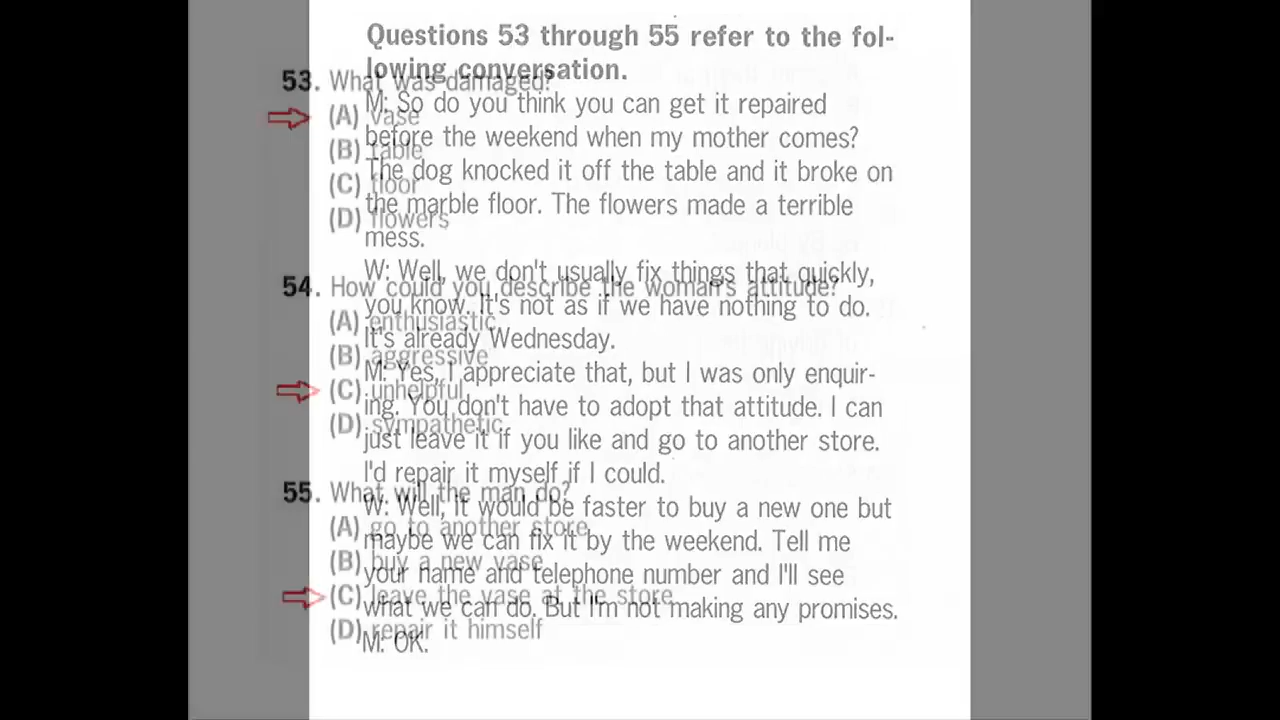 Questions 53 through 55 refer to the fol-
lowing conversation.
M: So do you think you can get it repaired
before the weekend when my mother comes?
The dog knocked it off the table and it broke on
the marble floor. The flowers made a terrible
mess.
W: Well, we don't usually fix things that quickly,
you know. It's not as if we have nothing to do.
It's already Wednesday.
M: Yes, I appreciate that, but I was only enquir-
ing. You don't have to adopt that attitude. I can
just leave it if you like and go to another store.
I'd repair it myself if I could.
W: Well, it would be faster to buy a new one but
maybe we can fix it by the weekend. Tell me
your name and telephone number and I'll see
what we can do. But I'm not making any promises.
M: OK.
53. What was damaged?
(A) vase
(B) table
(C) floor
(D) flowers
54. How could you describe the woman's attitude?
(A) enthusiastic
(B) aggressive
(C) unhelpful
(D) sympathetic
55. What will the man do?
(A) go to another store
(B) buy a new vase
(C) leave the vase at the store
(D) repair it himself